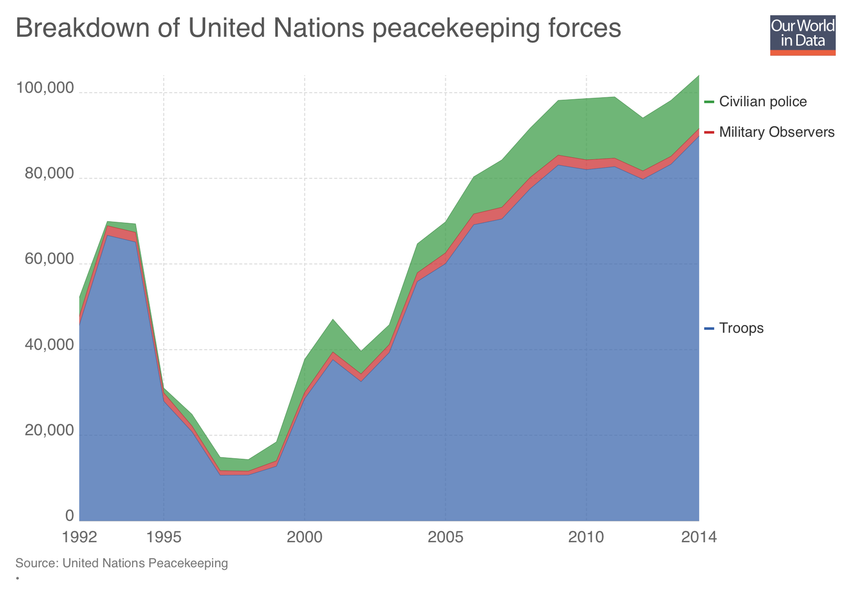 Breakdown of United Nations peacekeeping forces
Our World
in Data
100,000
80,000
60,000
40,000
20,000
0
1992
1995
2000
2005
2010
2014
Civilian police
Military Observers
Troops
Source: United Nations Peacekeeping